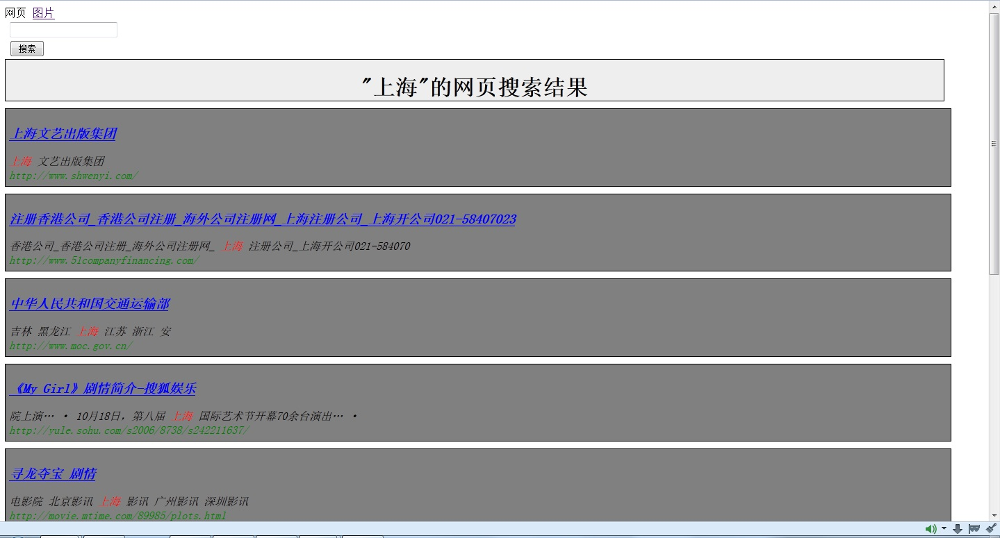 网页 图片
搜索
"上海"的网页搜索结果
上海文艺出版集团
上海 文艺出版集团
http://www.shwenyi.com/
注册香港公司_香港公司注册_海外公司注册网_上海注册公司_上海开公司021-58407023
香港公司_香港公司注册_海外公司注册网_ 上海 注册公司_上海开公司021-584070
http://www.51companyfinancing.com/
中华人民共和国交通运输部
吉林 黑龙江 上海 江苏 浙江 安
http://www.moc.gov.cn/
《My Girl》剧情简介-搜狐娱乐
院上演… · 10月18日，第八届 上海 国际艺术节开幕70余台演出… ·
http://yule.sohu.com/s2006/8738/s242211637/
寻龙夺宝 剧情
电影院 北京影讯 上海 影讯 广州影讯 深圳影讯
http://movie.mtime.com/89985/plots.html